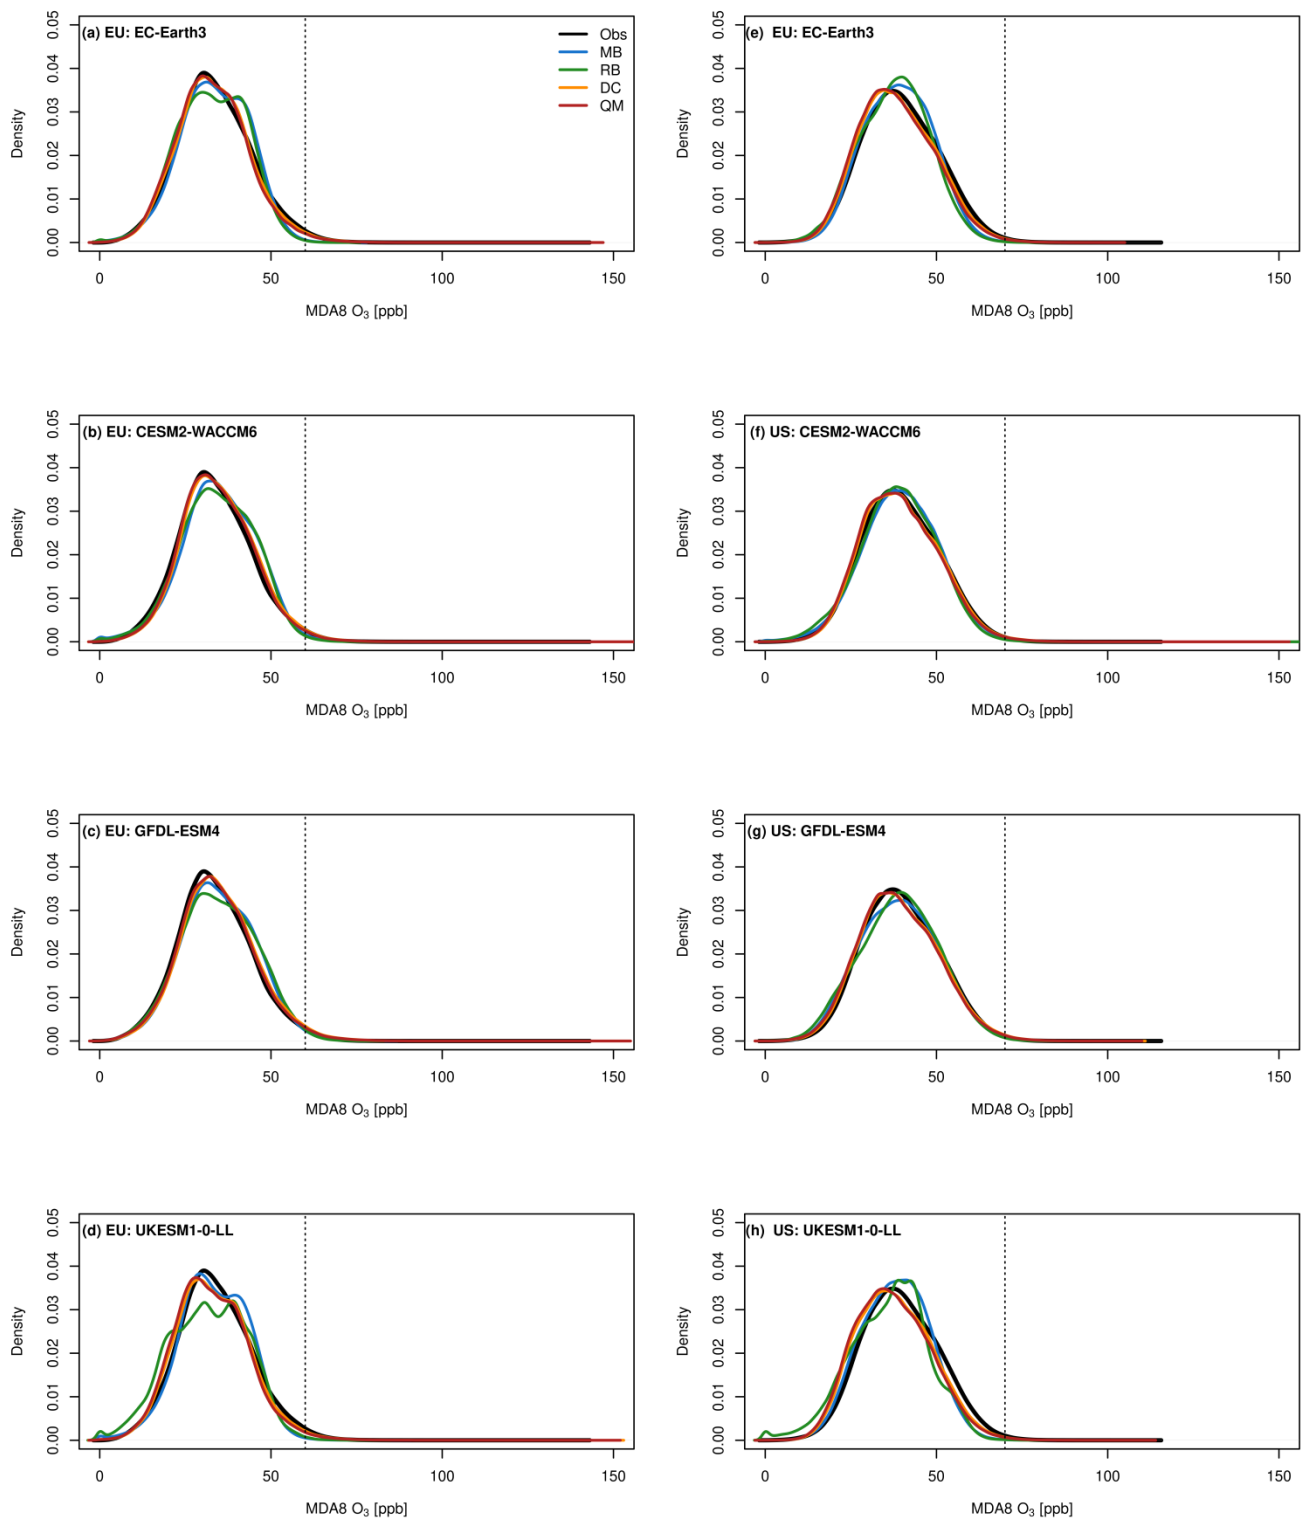 (a) EU: EC-Earth3
Obs
MB
RB
DC
QM
Density
0.00 0.01 0.02 0.03 0.04 0.05
0 50 100 150
MDA8 O3 [ppb]
(e) EU: EC-Earth3
Density
0.00 0.01 0.02 0.03 0.04 0.05
0 50 100 150
MDA8 O3 [ppb]
(b) EU: CESM2-WACCM6
Density
0.00 0.01 0.02 0.03 0.04 0.05
0 50 100 150
MDA8 O3 [ppb]
(f) US: CESM2-WACCM6
Density
0.00 0.01 0.02 0.03 0.04 0.05
0 50 100 150
MDA8 O3 [ppb]
(c) EU: GFDL-ESM4
Density
0.00 0.01 0.02 0.03 0.04 0.05
0 50 100 150
MDA8 O3 [ppb]
(g) US: GFDL-ESM4
Density
0.00 0.01 0.02 0.03 0.04 0.05
0 50 100 150
MDA8 O3 [ppb]
(d) EU: UKESM1-0-LL
Density
0.00 0.01 0.02 0.03 0.04 0.05
0 50 100 150
MDA8 O3 [ppb]
(h) US: UKESM1-0-LL
Density
0.00 0.01 0.02 0.03 0.04 0.05
0 50 100 150
MDA8 O3 [ppb]